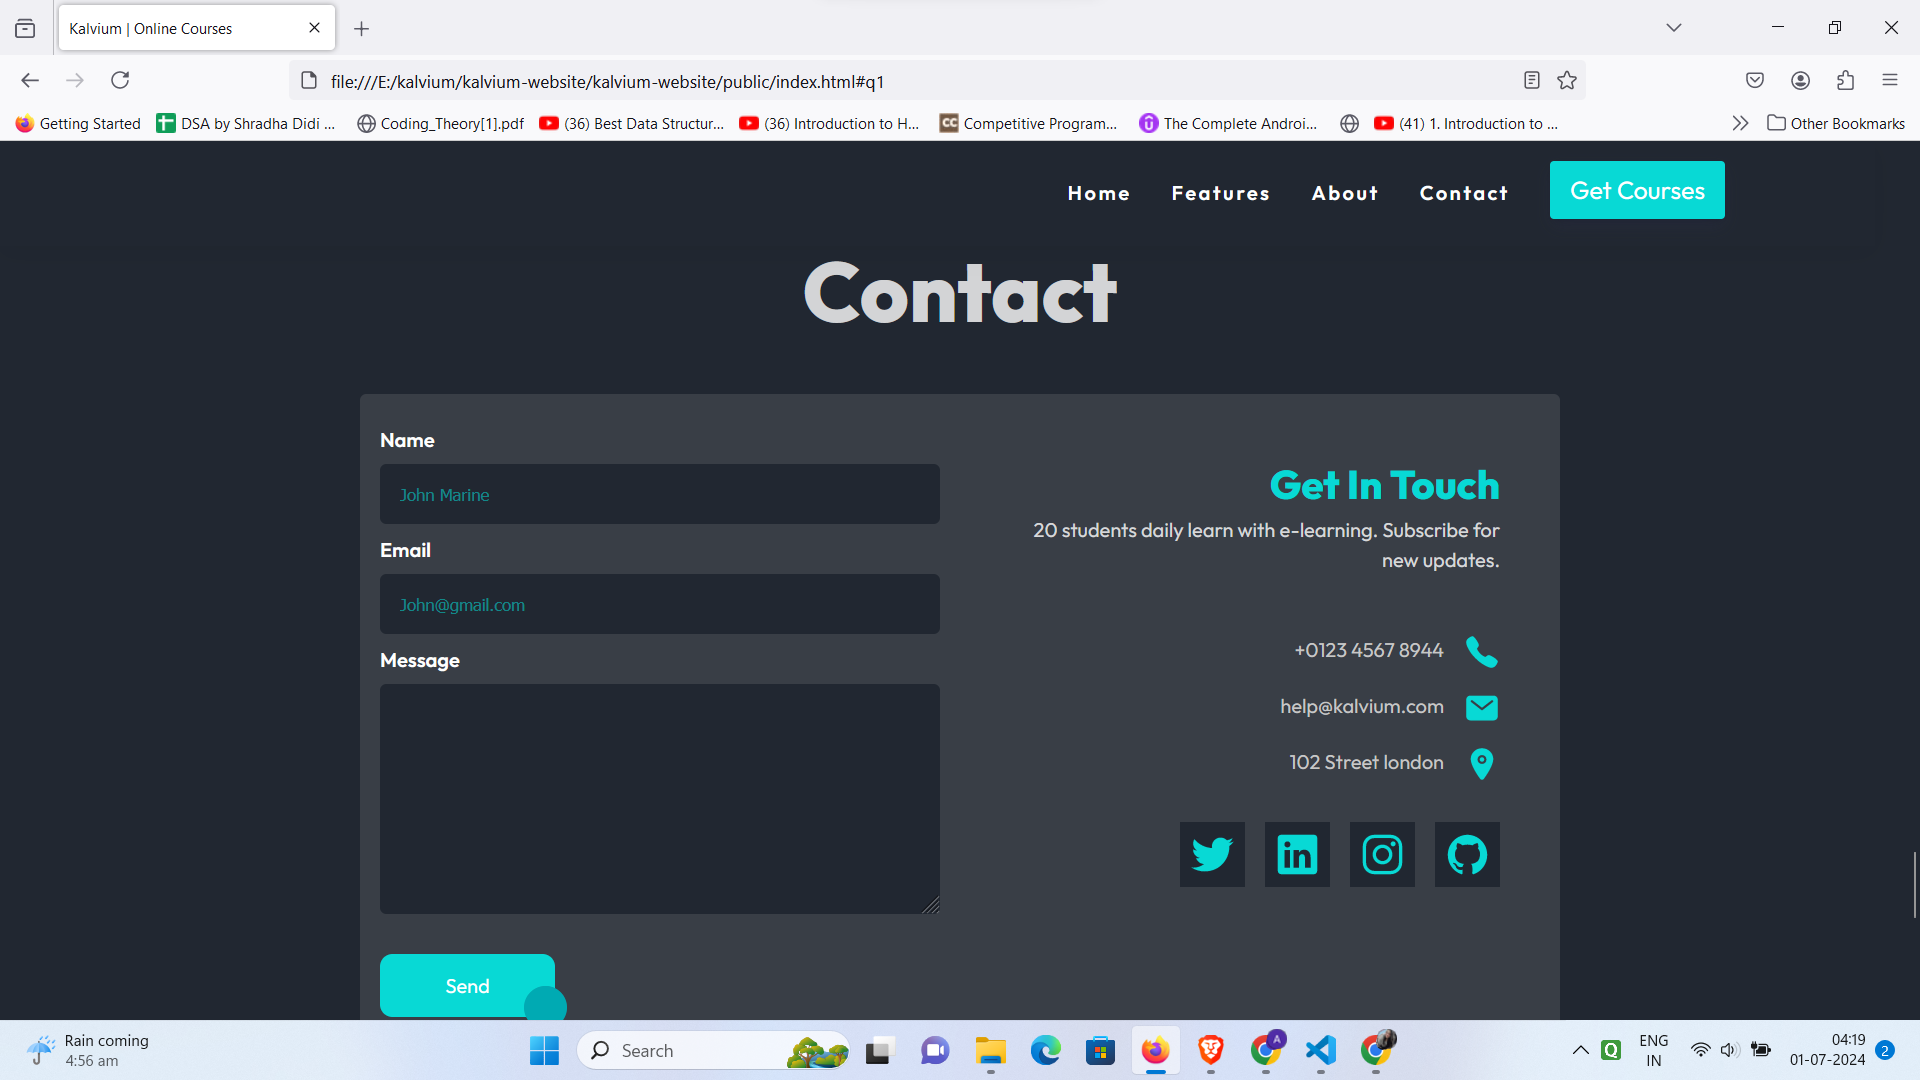 Kalvium | Online Courses
file:///E:/kalvium/kalvium-website/kalvium-website/public/index.html#q1
Getting Started
DSA by Shradha Didi ...
Coding_Theory[1].pdf
(36) Best Data Structur...
(36) Introduction to H...
CC
Competitive Program...
The Complete Androi...
(41) 1. Introduction to ...
Other Bookmarks
Home
Features
About
Contact
Get Courses
Contact
Name
John Marine
Email
John@gmail.com
Message
Send
Get In Touch
20 students daily learn with e-learning. Subscribe for
new updates.
+0123 4567 8944
help@kalvium.com
102 Street london
in
Rain coming
4:56 am
Search
A
Q
ENG
IN
04:19
01-07-2024
2